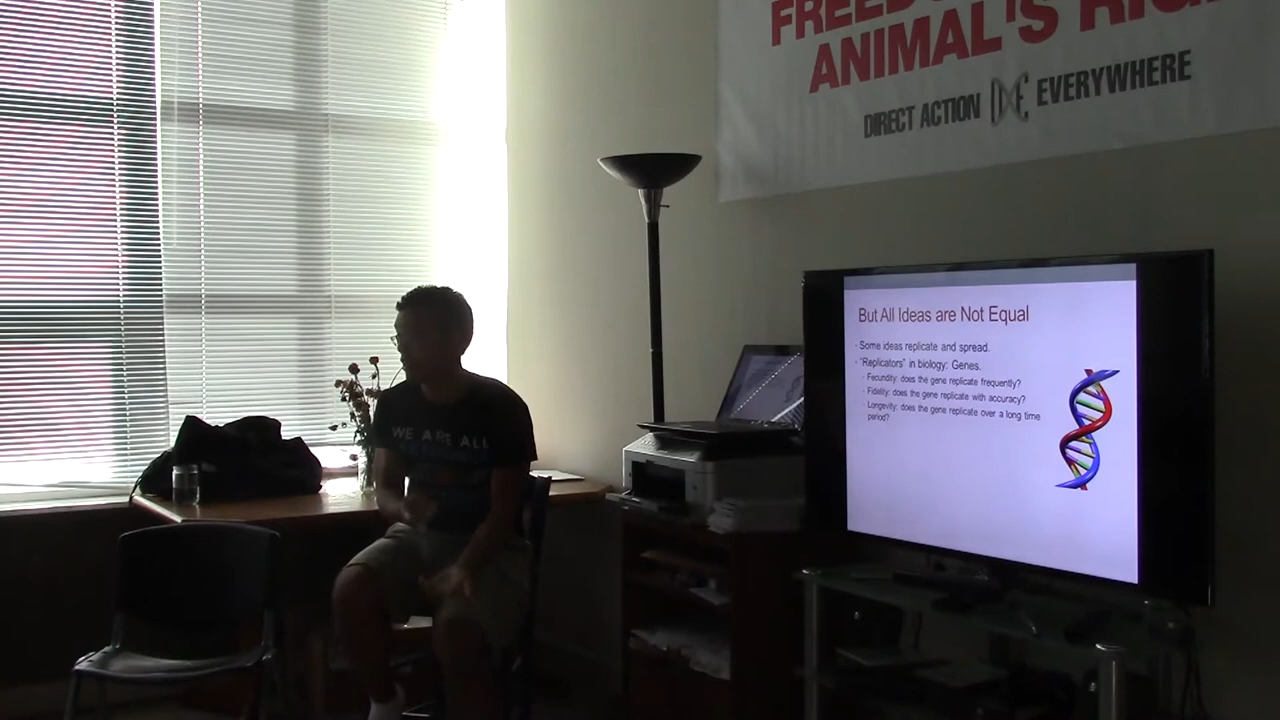 FREED
ANIMAL'S RIG
DIRECT ACTION EVERYWHERE
WE ARE ALL
But All Ideas are Not Equal
Some ideas replicate and spread.
"Replicators" in biology: Genes.
Fecundity: does the gene replicate frequently?
Fidelity: does the gene replicate with accuracy?
Longevity: does the gene replicate over a long time
period?